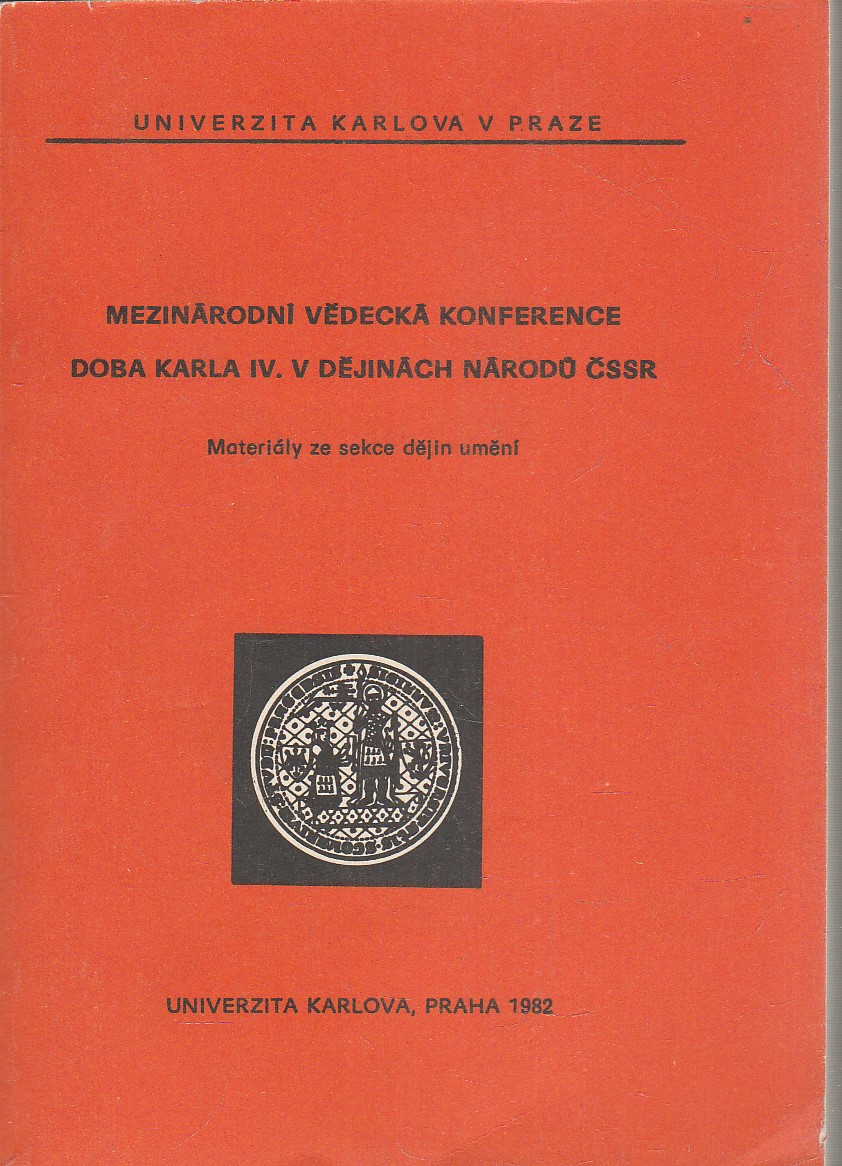 UNIVERZITA KARLOVA V PRAZE
MEZINÁRODNÍ VĚDECKÁ KONFERENCE
DOBA KARLA IV. V DĚJINÁCH NÁRODŮ ČSSR
Materiály ze sekce dějin umění
UNIVERZITA KARLOVA, PRAHA 1982